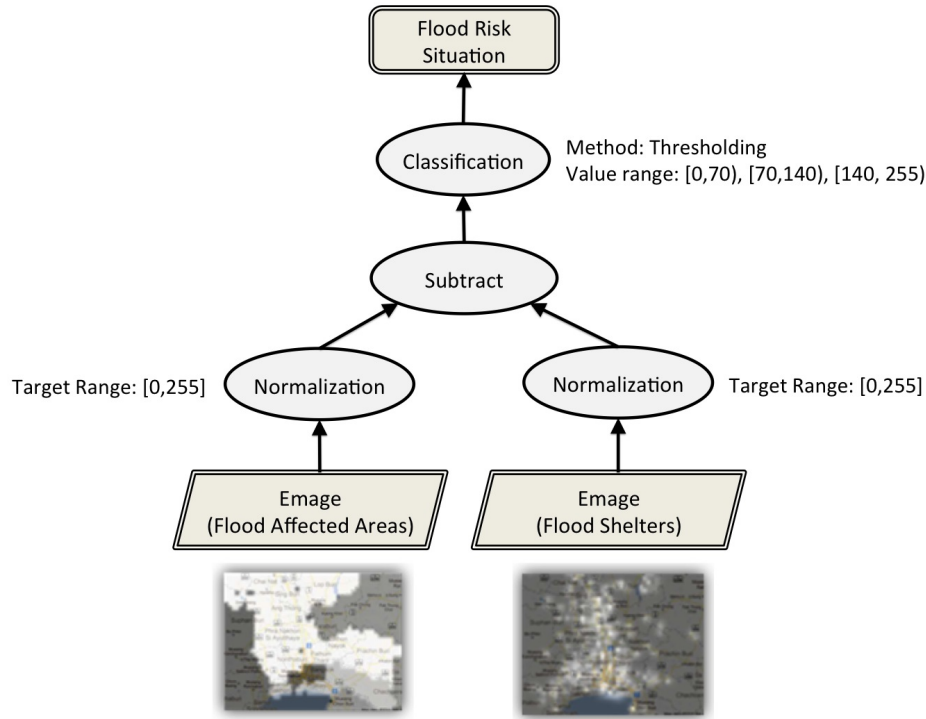 Flood Risk
Situation
Classification
Method: Thresholding
Value range: [0,70), [70,140), [140, 255)
Subtract
Target Range: [0,255]
Normalization
Normalization
Target Range: [0,255]
Emage
(Flood Affected Areas)
Emage
(Flood Shelters)